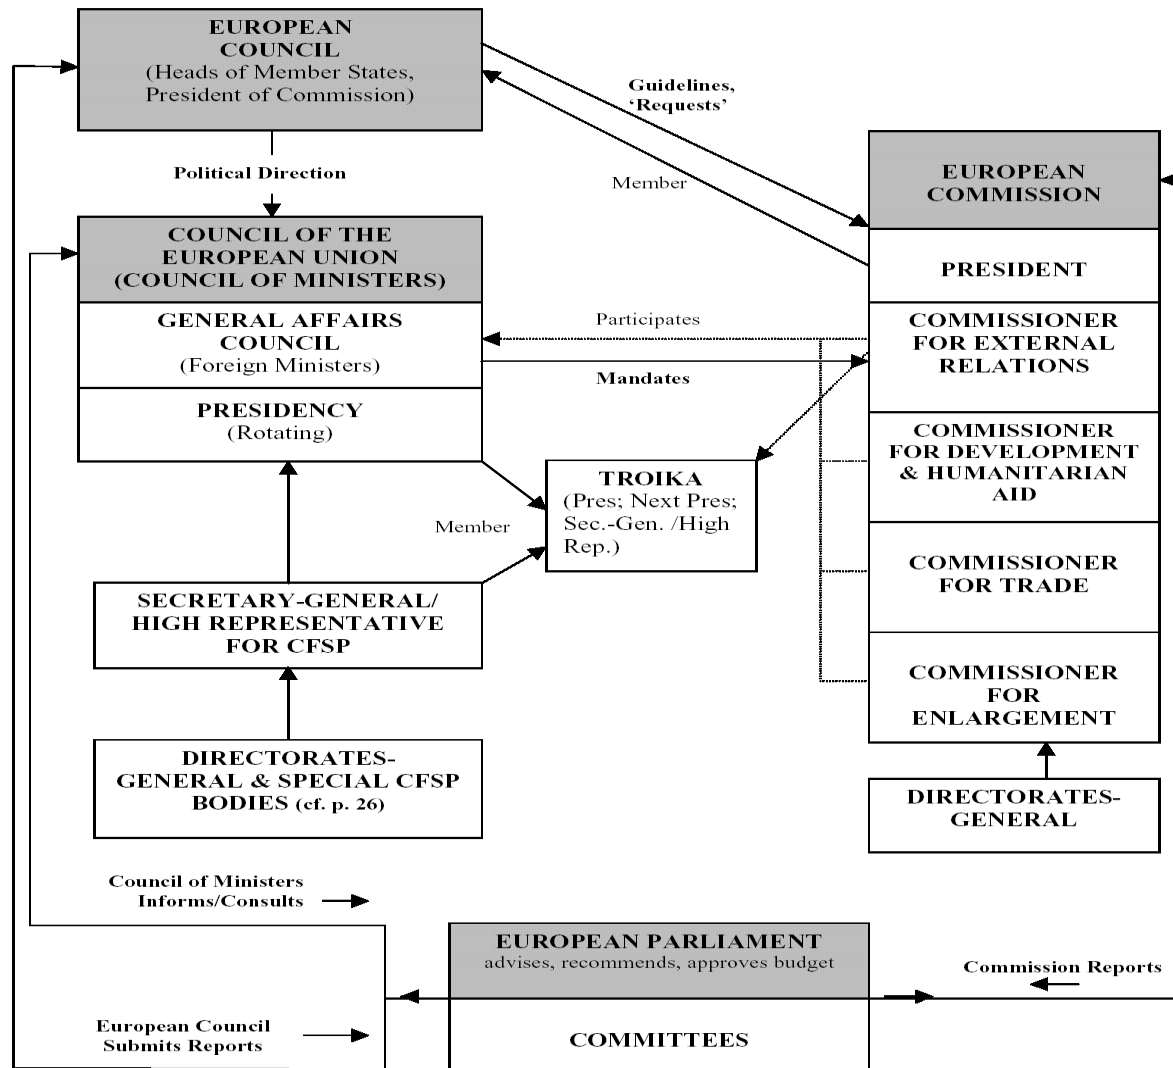 EUROPEAN
COUNCIL
(Heads of Member States,
President of Commission)
Guidelines,
‘Requests’
Political Direction
Member
EUROPEAN
COMMISSION
COUNCIL OF THE
EUROPEAN UNION
(COUNCIL OF MINISTERS)
PRESIDENT
GENERAL AFFAIRS
COUNCIL
(Foreign Ministers)
Participates
Mandates
COMMISSIONER
FOR EXTERNAL
RELATIONS
PRESIDENCY
(Rotating)
COMMISSIONER
FOR DEVELOPMENT
& HUMANITARIAN
AID
TROIKA
(Pres; Next Pres;
Sec.-Gen. /High
Rep.)
Member
COMMISSIONER
FOR TRADE
SECRETARY-GENERAL/
HIGH REPRESENTATIVE
FOR CFSP
COMMISSIONER
FOR
ENLARGEMENT
DIRECTORATES-
GENERAL & SPECIAL CFSP
BODIES (cf. p. 26)
DIRECTORATES-
GENERAL
Council of Ministers
Informs/Consults
EUROPEAN PARLIAMENT
advises, recommends, approves budget
Commission Reports
European Council
Submits Reports
COMMITTEES